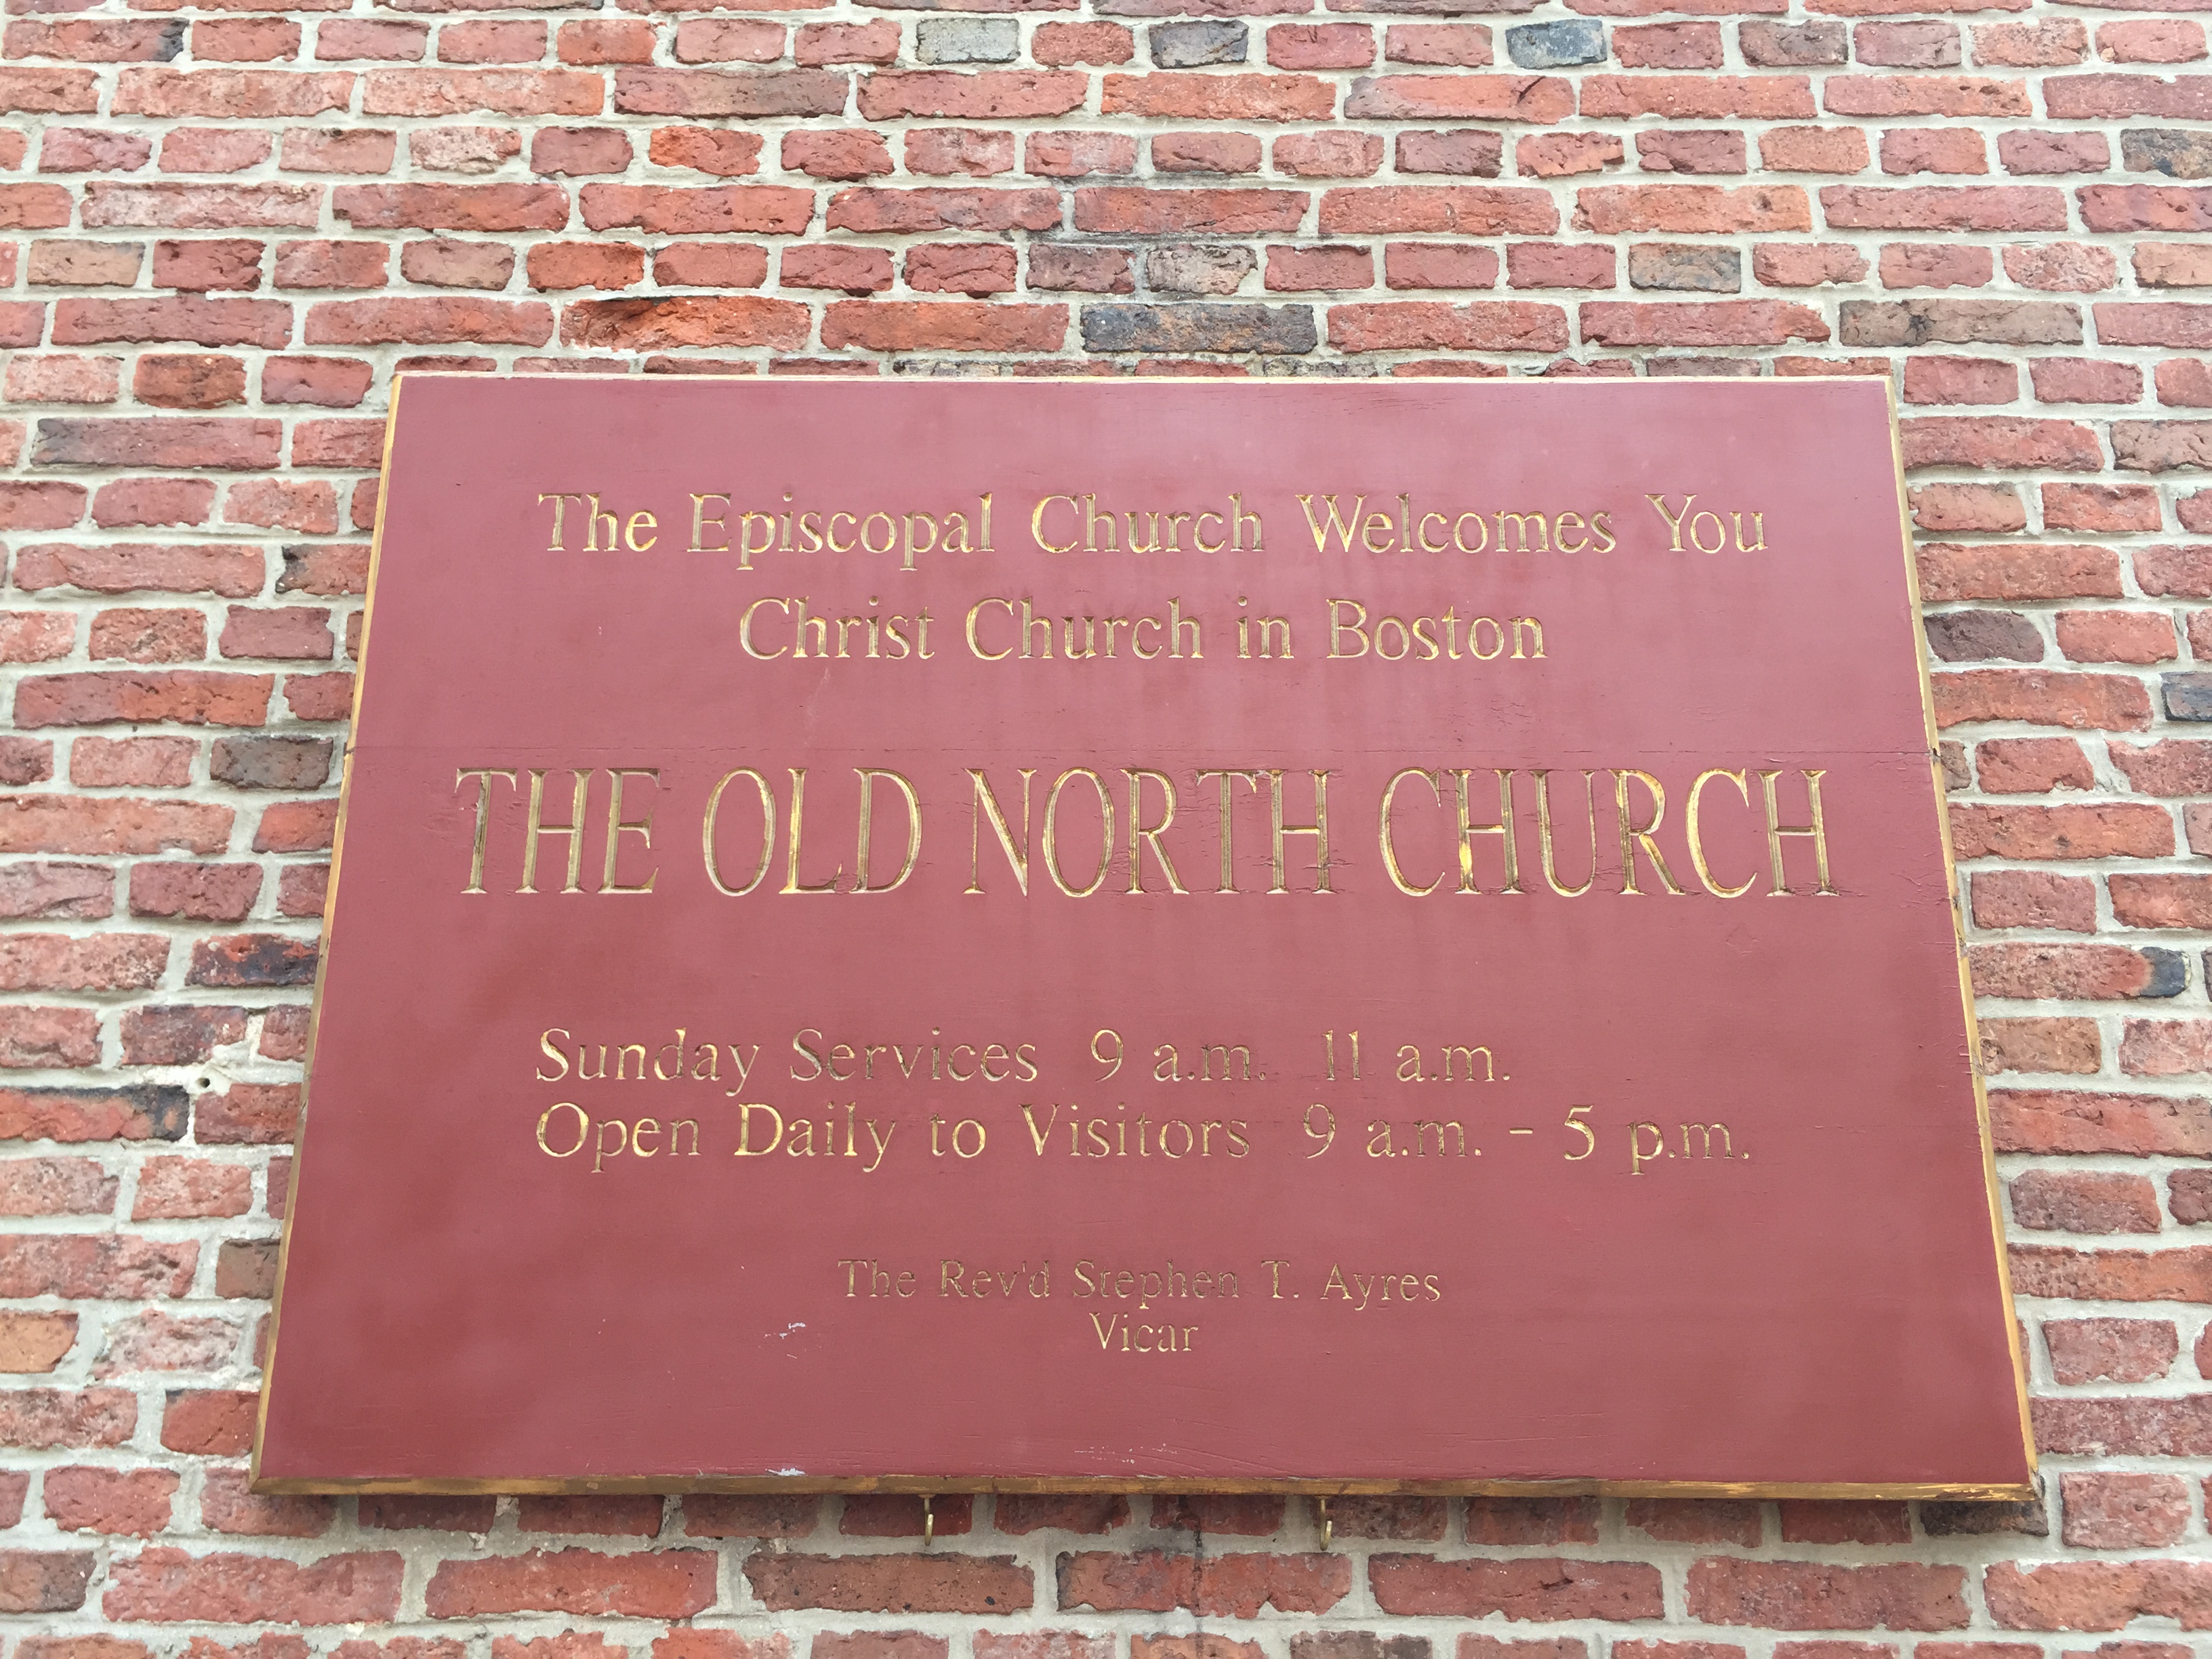 The Episcopal Church Welcomes You
Christ Church in Boston
THE OLD NORTH CHURCH
Sunday Services 9 a.m. 11 a.m.
Open Daily to Visitors 9 a.m. - 5 p.m.
The Rev'd Stephen T. Ayres
Vicar